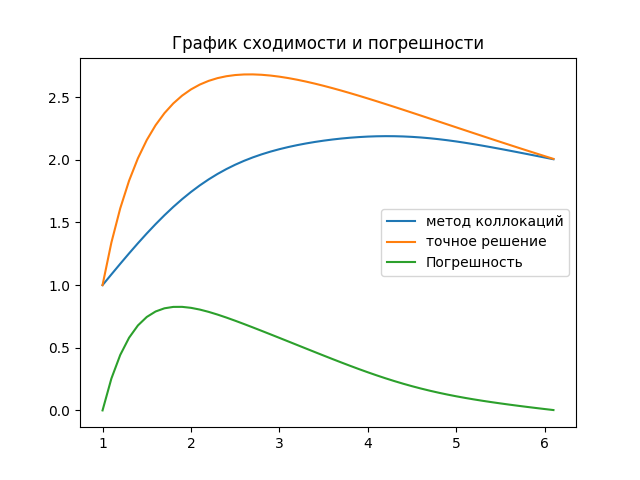 График сходимости и погрешности
2.5
2.0
1.5
1.0
0.5
0.0
метод коллокаций
точное решение
Погрешность
1 2 3 4 5 6